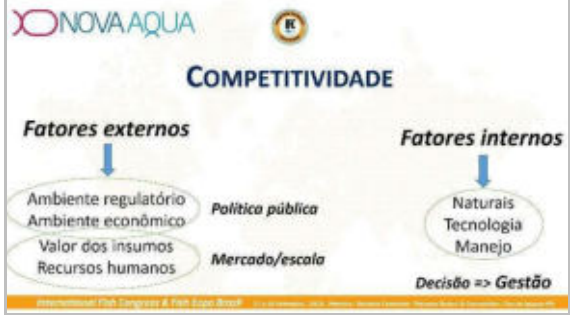 NOVA AQUA
COMPETITIVIDADE
Fatores externos
Ambiente regulatório
Ambiente econômico
Política pública
Valor dos insumos
Recursos humanos
Mercado/escala
Fatores internos
Naturais
Tecnologia
Manejo
Decisão => Gestão
International Fish Congress & Fish Expo Brasil